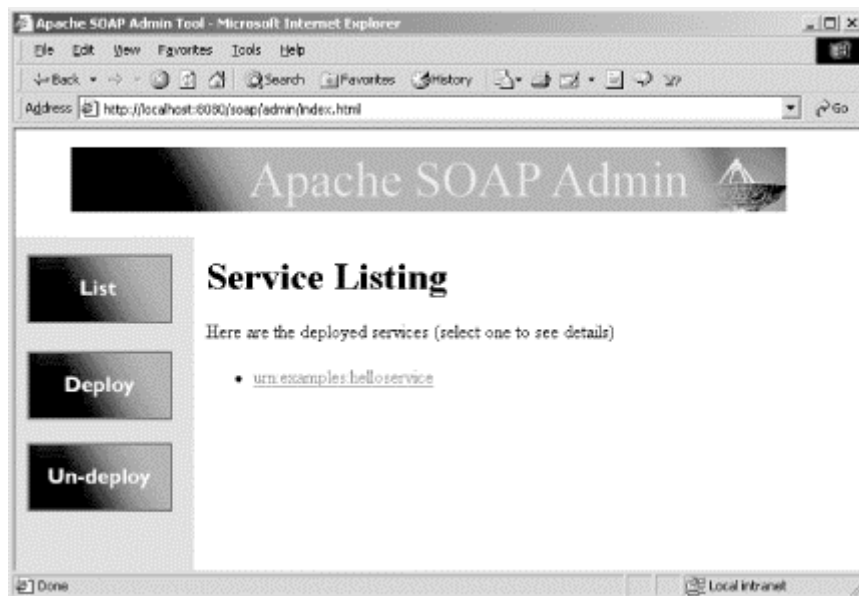 Apache SOAP Admin Tool - Microsoft Internet Explorer
File Edit View Favorites Tools Help
Back Search Favorites History
Address http://localhost:8080/soap/admin/index.html Go
Apache SOAP Admin
List
Deploy
Un-deploy
Service Listing
Here are the deployed services (select one to see details)
• urn:examples:helloservice
Done Local intranet